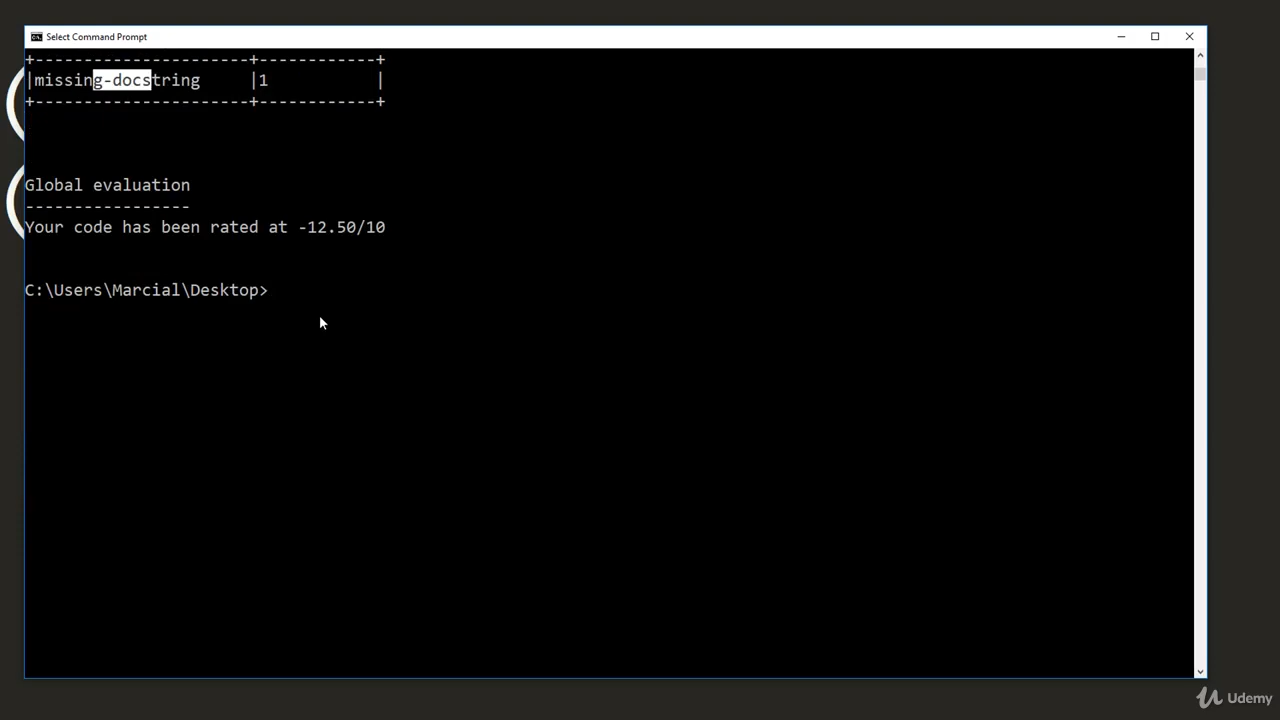 Select Command Prompt
+----------------------+------------+
|missing-docstring     |1           |
+----------------------+------------+
Global evaluation
-----------------
Your code has been rated at -12.50/10
C:\Users\Marcial\Desktop>
Udemy